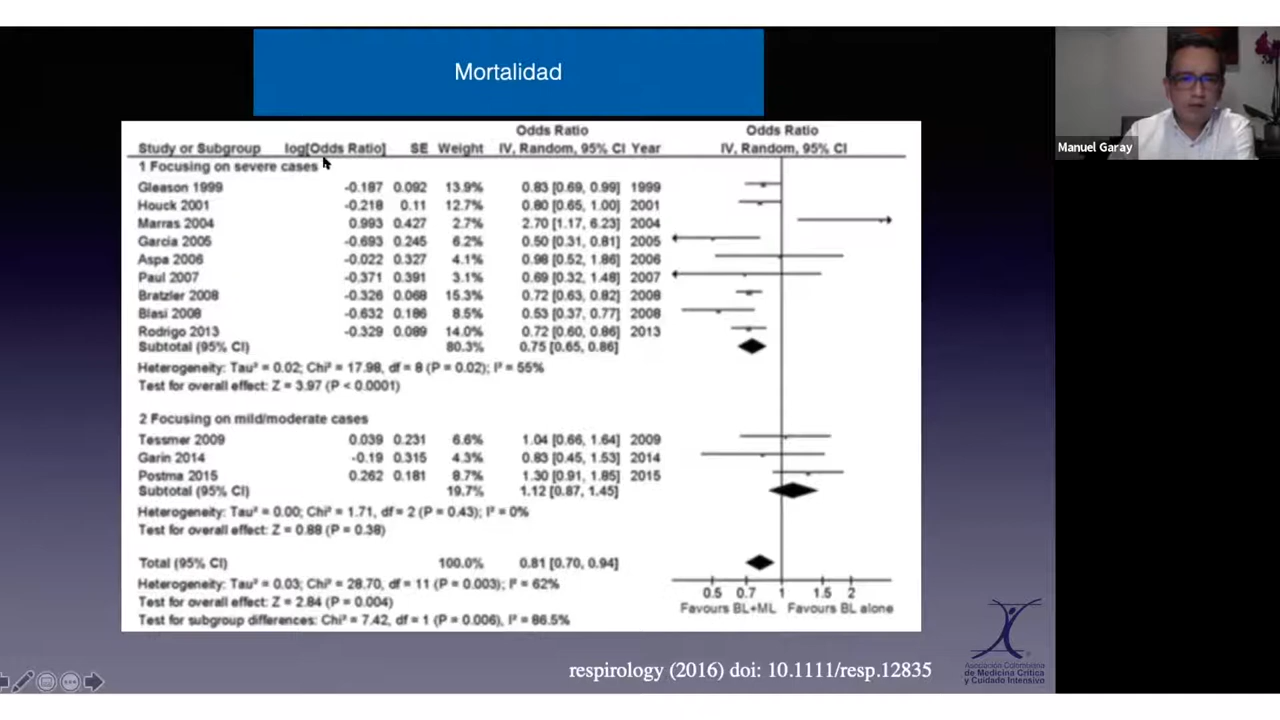 Mortalidad
Manuel Garay
Odds Ratio Odds Ratio
Study or Subgroup log[Odds Ratio] SE Weight IV, Random, 95% CI Year IV, Random, 95% CI
1 Focusing on severe cases
Gleason 1999 -0.187 0.092 13.9% 0.83 [0.69, 0.99] 1999
Houck 2001 -0.218 0.11 12.7% 0.80 [0.65, 1.00] 2001
Marras 2004 0.993 0.427 2.7% 2.70 [1.17, 6.23] 2004
Garcia 2005 -0.693 0.245 6.2% 0.50 [0.31, 0.81] 2005
Aspa 2006 -0.022 0.327 4.1% 0.98 [0.52, 1.86] 2006
Paul 2007 -0.371 0.391 3.1% 0.69 [0.32, 1.48] 2007
Bratzler 2008 -0.326 0.068 15.3% 0.72 [0.63, 0.82] 2008
Blasi 2008 -0.632 0.186 8.5% 0.53 [0.37, 0.77] 2008
Rodrigo 2013 -0.329 0.089 14.0% 0.72 [0.60, 0.86] 2013
Subtotal (95% CI) 80.3% 0.75 [0.65, 0.86]
Heterogeneity: Tau² = 0.02; Chi² = 17.98, df = 8 (P = 0.02); I² = 55%
Test for overall effect: Z = 3.97 (P < 0.0001)
2 Focusing on mild/moderate cases
Tessmer 2009 0.039 0.231 6.6% 1.04 [0.66, 1.64] 2009
Garin 2014 -0.19 0.315 4.3% 0.83 [0.45, 1.53] 2014
Postma 2015 0.262 0.181 8.7% 1.30 [0.91, 1.85] 2015
Subtotal (95% CI) 19.7% 1.12 [0.87, 1.45]
Heterogeneity: Tau² = 0.00; Chi² = 1.71, df = 2 (P = 0.43); I² = 0%
Test for overall effect: Z = 0.88 (P = 0.38)
Total (95% CI) 100.0% 0.81 [0.70, 0.94]
Heterogeneity: Tau² = 0.03; Chi² = 28.70, df = 11 (P = 0.003); I² = 62%
Test for overall effect: Z = 2.84 (P = 0.004)
Test for subgroup differences: Chi² = 7.42, df = 1 (P = 0.006), I² = 86.5%
0.5 0.7 1 1.5 2
Favours BL+ML Favours BL alone
respirology (2016) doi: 10.1111/resp.12835
Asociación Colombiana
de Medicina Crítica
y Cuidado Intensivo